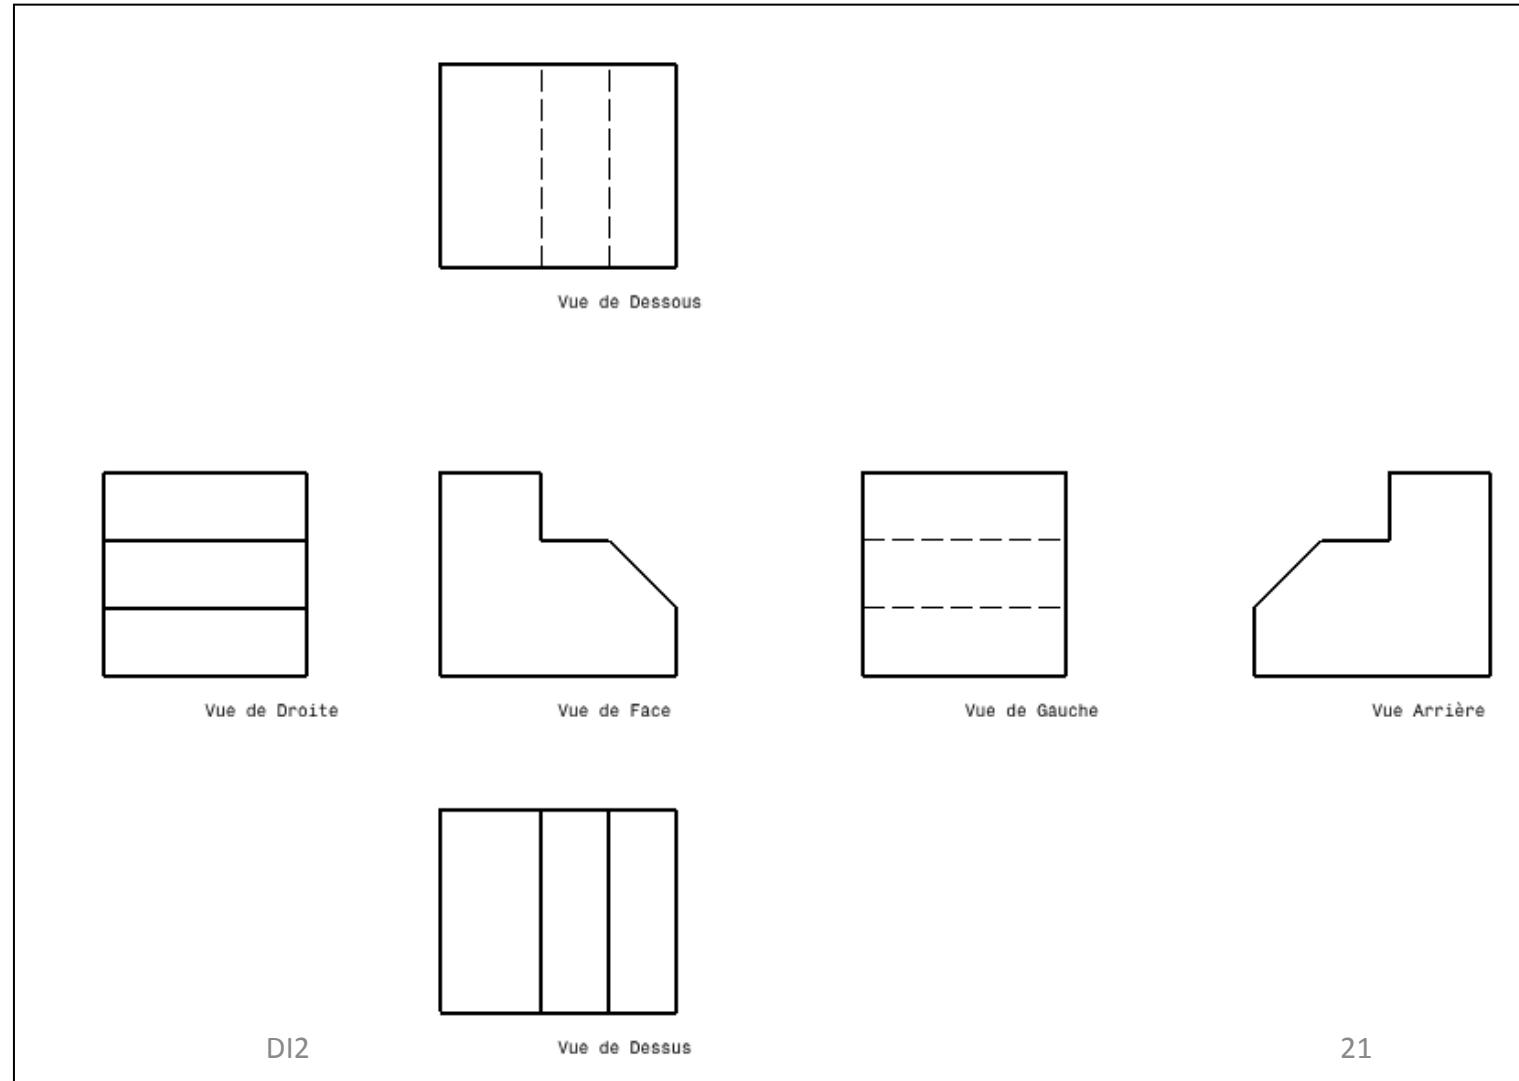 Vue de Dessous
Vue de Droite
Vue de Face
Vue de Gauche
Vue Arrière
Vue de Dessus
DI2
21